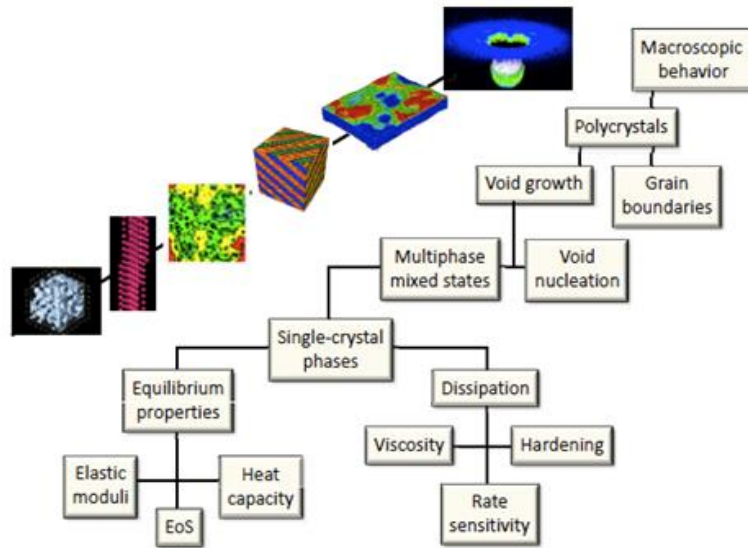 Macroscopic
behavior
Polycrystals
Void growth
Grain
boundaries
Multiphase
mixed states
Void
nucleation
Single-crystal
phases
Equilibrium
properties
Dissipation
Viscosity
Hardening
Elastic
moduli
Heat
capacity
EoS
Rate
sensitivity